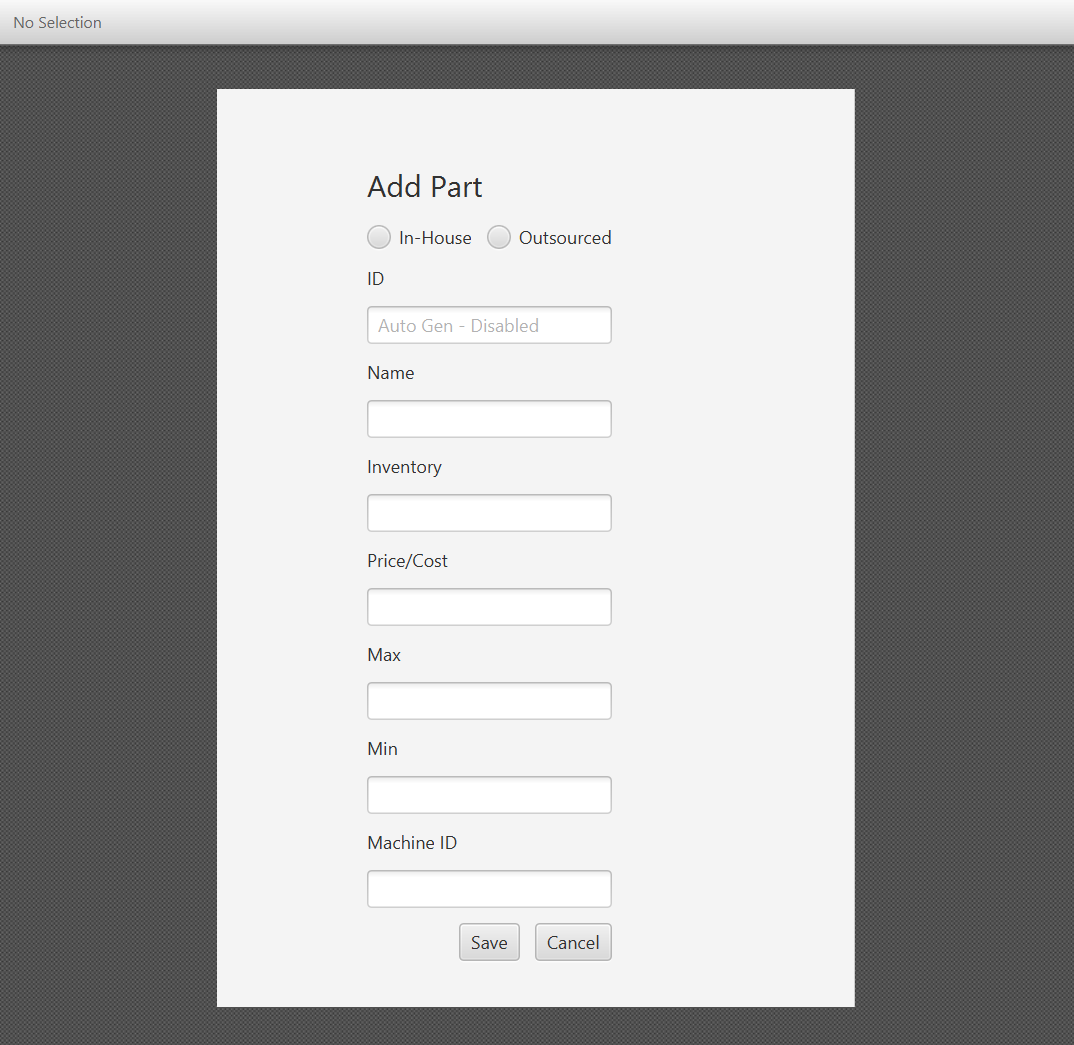 No Selection
Add Part
In-House Outsourced
ID
Auto Gen - Disabled
Name
Inventory
Price/Cost
Max
Min
Machine ID
Save Cancel